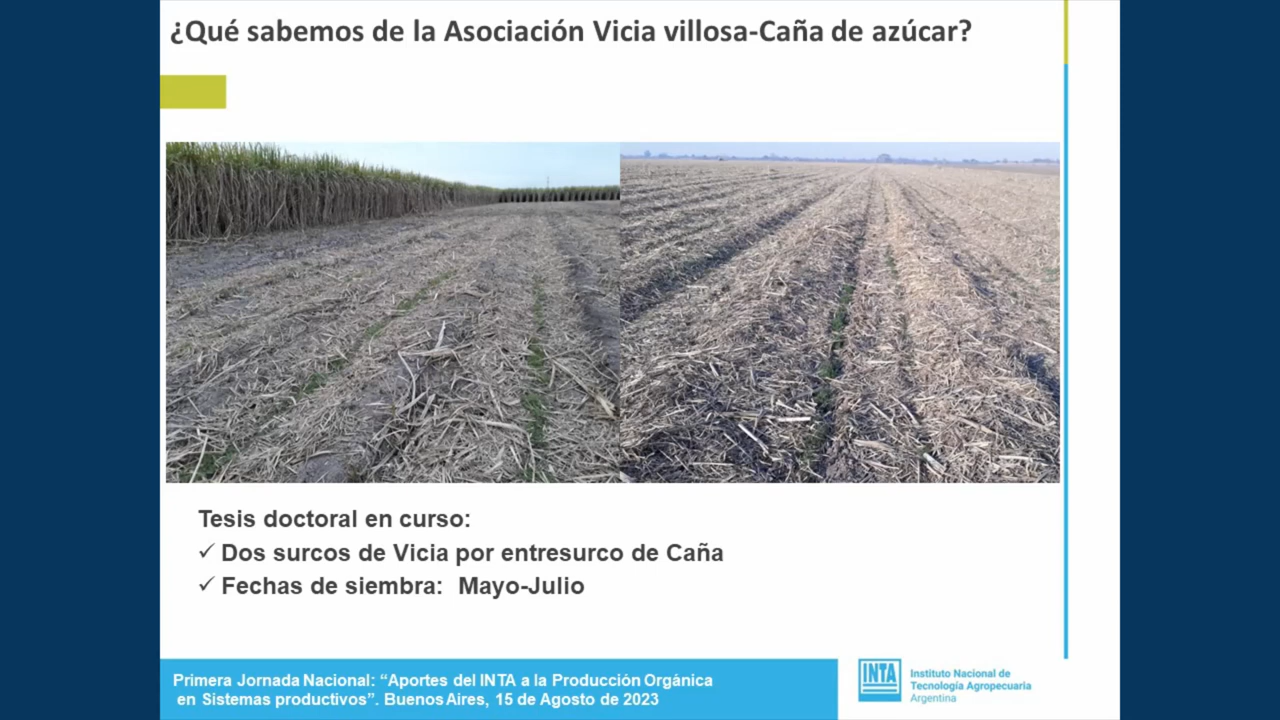 ¿Qué sabemos de la Asociación Vicia villosa-Caña de azúcar?
Tesis doctoral en curso:
✓ Dos surcos de Vicia por entresurco de Caña
✓ Fechas de siembra: Mayo-Julio
Primera Jornada Nacional: “Aportes del INTA a la Producción Orgánica
en Sistemas productivos”. Buenos Aires, 15 de Agosto de 2023
INTA
Instituto Nacional de
Tecnología Agropecuaria
Argentina